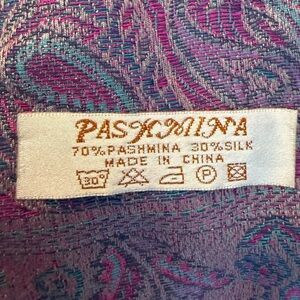 PASHMINA
70%PASHMINA 30%SILK
MADE IN CHINA
30° P